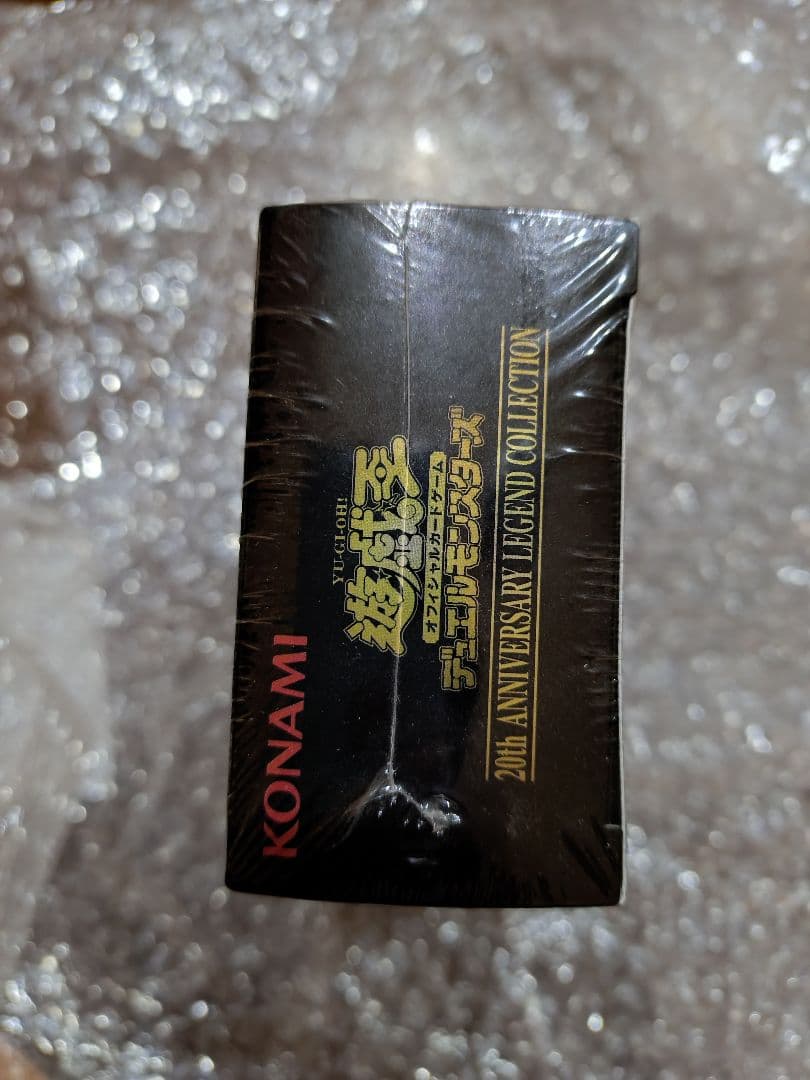 KONAMI
YU-GI-OH!
遊戯王
オフィシャルカードゲーム
デュエルモンスターズ
20th ANNIVERSARY LEGEND COLLECTION